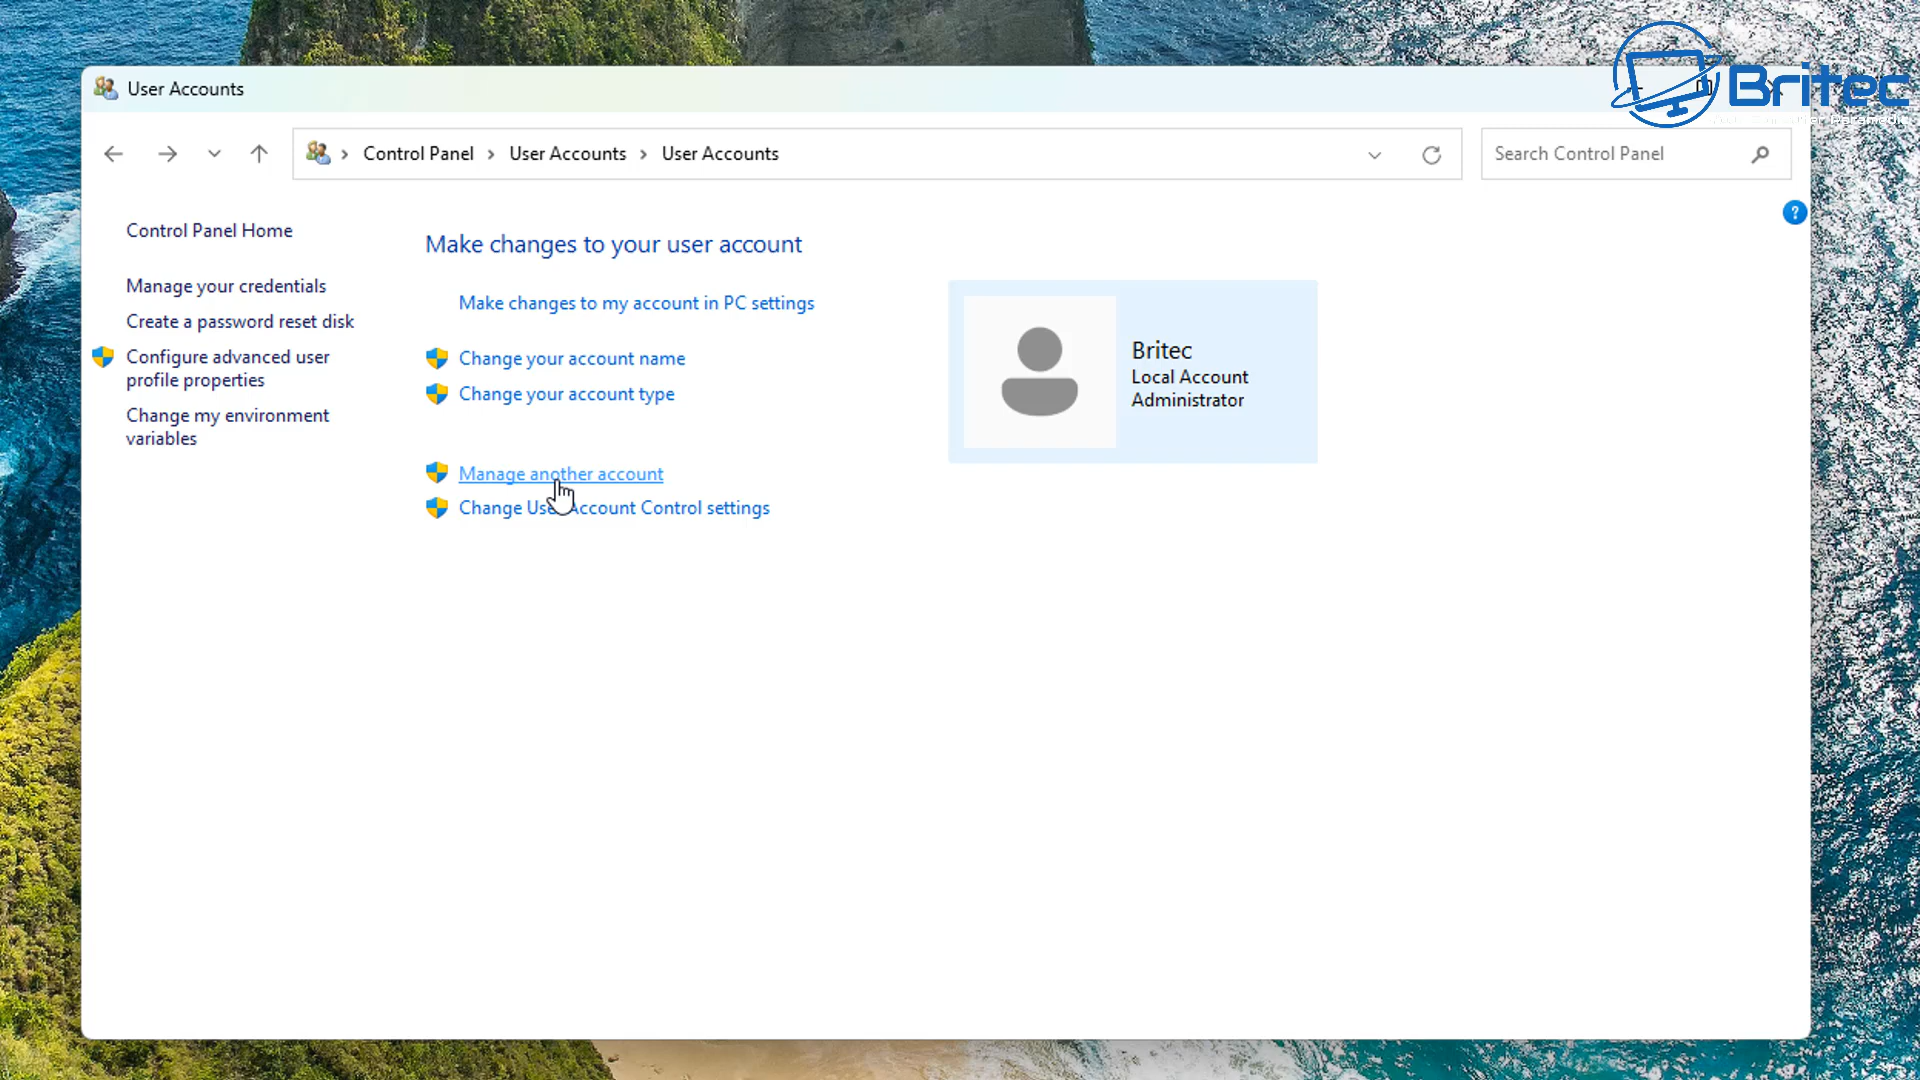 Britec
User Accounts
Control Panel
User Accounts
User Accounts
Search Control Panel
?
Control Panel Home
Manage your credentials
Create a password reset disk
Configure advanced user
profile properties
Change my environment
variables
Make changes to your user account
Make changes to my account in PC settings
Change your account name
Change your account type
Manage another account
Change User Account Control settings
Britec
Local Account
Administrator